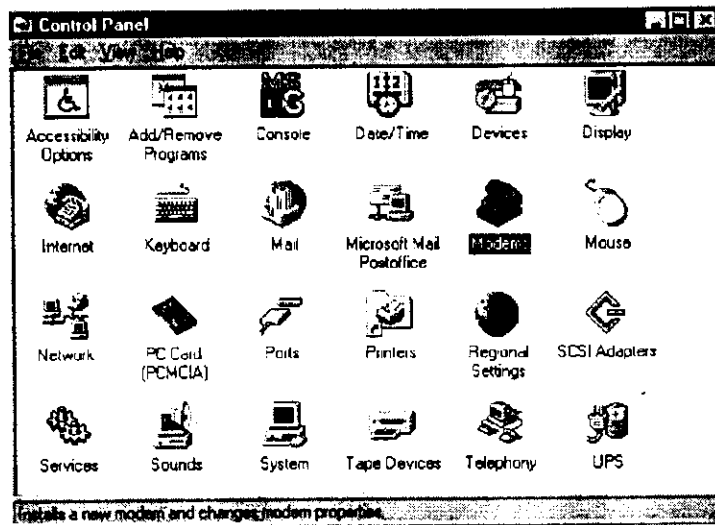 Control Panel
File Edit View Help
Accessibility Options
Add/Remove Programs
Console
Date/Time
Devices
Display
Internet
Keyboard
Mail
Microsoft Mail Postoffice
Modems
Mouse
Network
PC Card (PCMCIA)
Ports
Printers
Regional Settings
SCSI Adapters
Services
Sounds
System
Tape Devices
Telephony
UPS
Installs a new modem and changes modem properties.